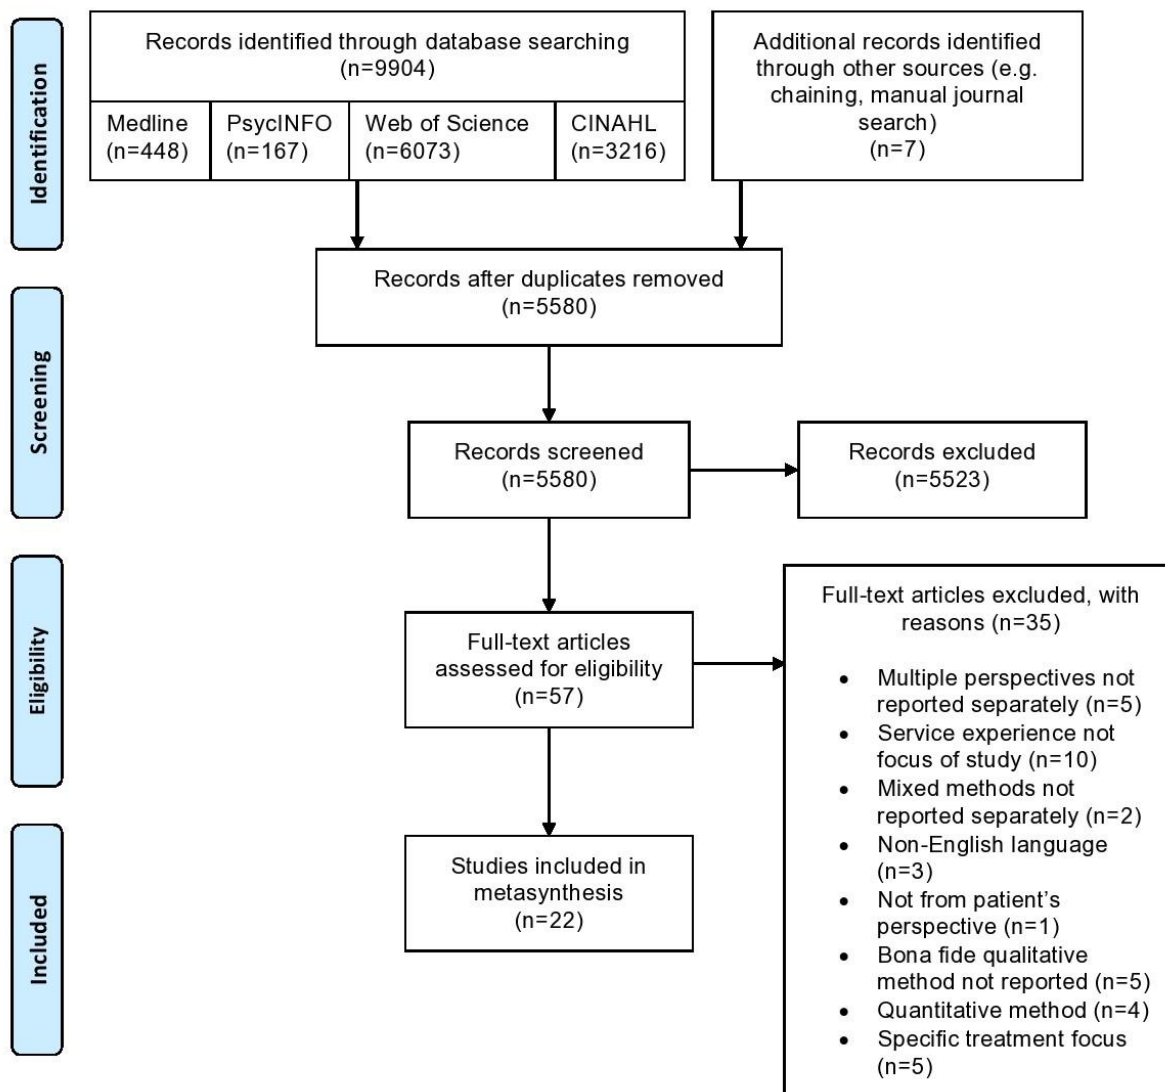 Identification
Records identified through database searching
(n=9904)
Medline
(n=448)
PsycINFO
(n=167)
Web of Science
(n=6073)
CINAHL
(n=3216)
Additional records identified
through other sources (e.g.
chaining, manual journal
search)
(n=7)
Records after duplicates removed
(n=5580)
Screening
Records screened
(n=5580)
Records excluded
(n=5523)
Eligibility
Full-text articles
assessed for eligibility
(n=57)
Full-text articles excluded, with
reasons (n=35)
• Multiple perspectives not
reported separately (n=5)
• Service experience not
focus of study (n=10)
• Mixed methods not
reported separately (n=2)
• Non-English language
(n=3)
• Not from patient's
perspective (n=1)
• Bona fide qualitative
method not reported (n=5)
• Quantitative method (n=4)
• Specific treatment focus
(n=5)
Included
Studies included in
metasynthesis
(n=22)